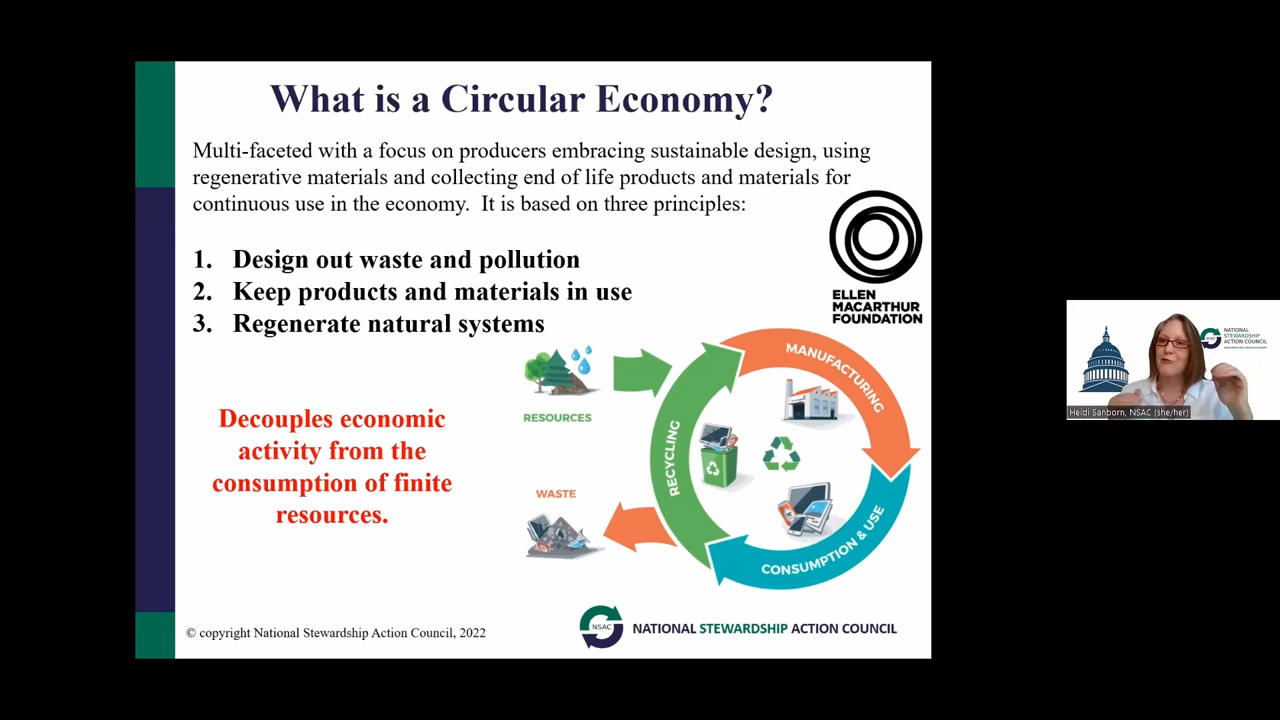 What is a Circular Economy?
Multi-faceted with a focus on producers embracing sustainable design, using
regenerative materials and collecting end of life products and materials for
continuous use in the economy.  It is based on three principles:
1. Design out waste and pollution
2. Keep products and materials in use
3. Regenerate natural systems
ELLEN
MACARTHUR
FOUNDATION
Decouples economic
activity from the
consumption of finite
resources.
RESOURCES
WASTE
RECYCLING
MANUFACTURING
CONSUMPTION & USE
© copyright National Stewardship Action Council, 2022
NSAC
NATIONAL STEWARDSHIP ACTION COUNCIL
NATIONAL
STEWARDSHIP
ACTION COUNCIL
Heidi Sanborn, NSAC (she/her)